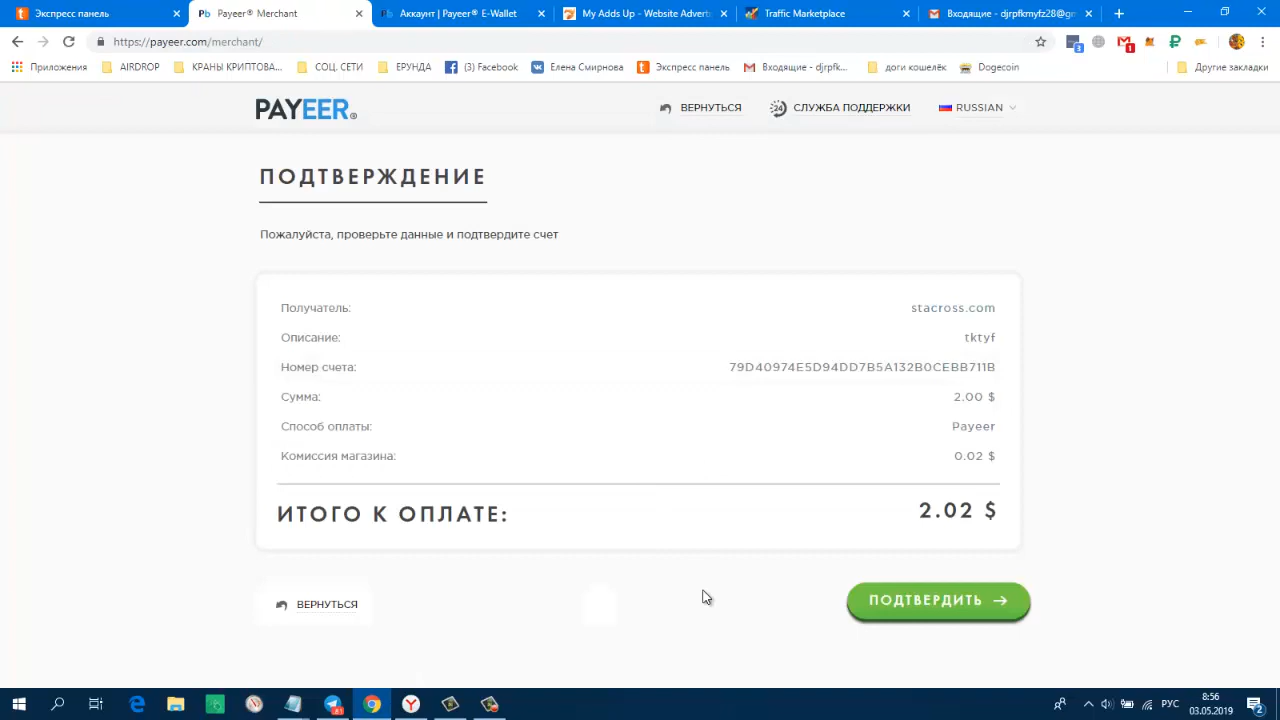 Экспресс панель
Payeer® Merchant
Аккаунт | Payeer® E-Wallet
My Adds Up - Website Advert
Traffic Marketplace
Входящие - djrpfkmyfz28@gm
https://payeer.com/merchant/
3
1
Приложения
AIRDROP
КРАНЫ КРИПТОВА...
СОЦ. СЕТИ
ЕРУНДА
(3) Facebook
Елена Смирнова
Экспресс панель
Входящие - djrpfk...
доги кошелёк
Dogecoin
Другие закладки
PAYEER®
ВЕРНУТЬСЯ
24
СЛУЖБА ПОДДЕРЖКИ
RUSSIAN
ПОДТВЕРЖДЕНИЕ
Пожалуйста, проверьте данные и подтвердите счет
Получатель: stacross.com
Описание: tktyf
Номер счета: 79D40974E5D94DD7B5A132B0CEBB711B
Сумма: 2.00 $
Способ оплаты: Payeer
Комиссия магазина: 0.02 $
ИТОГО К ОПЛАТЕ: 2.02 $
ВЕРНУТЬСЯ
ПОДТВЕРДИТЬ →
РУС
8:56
03.05.2019
2